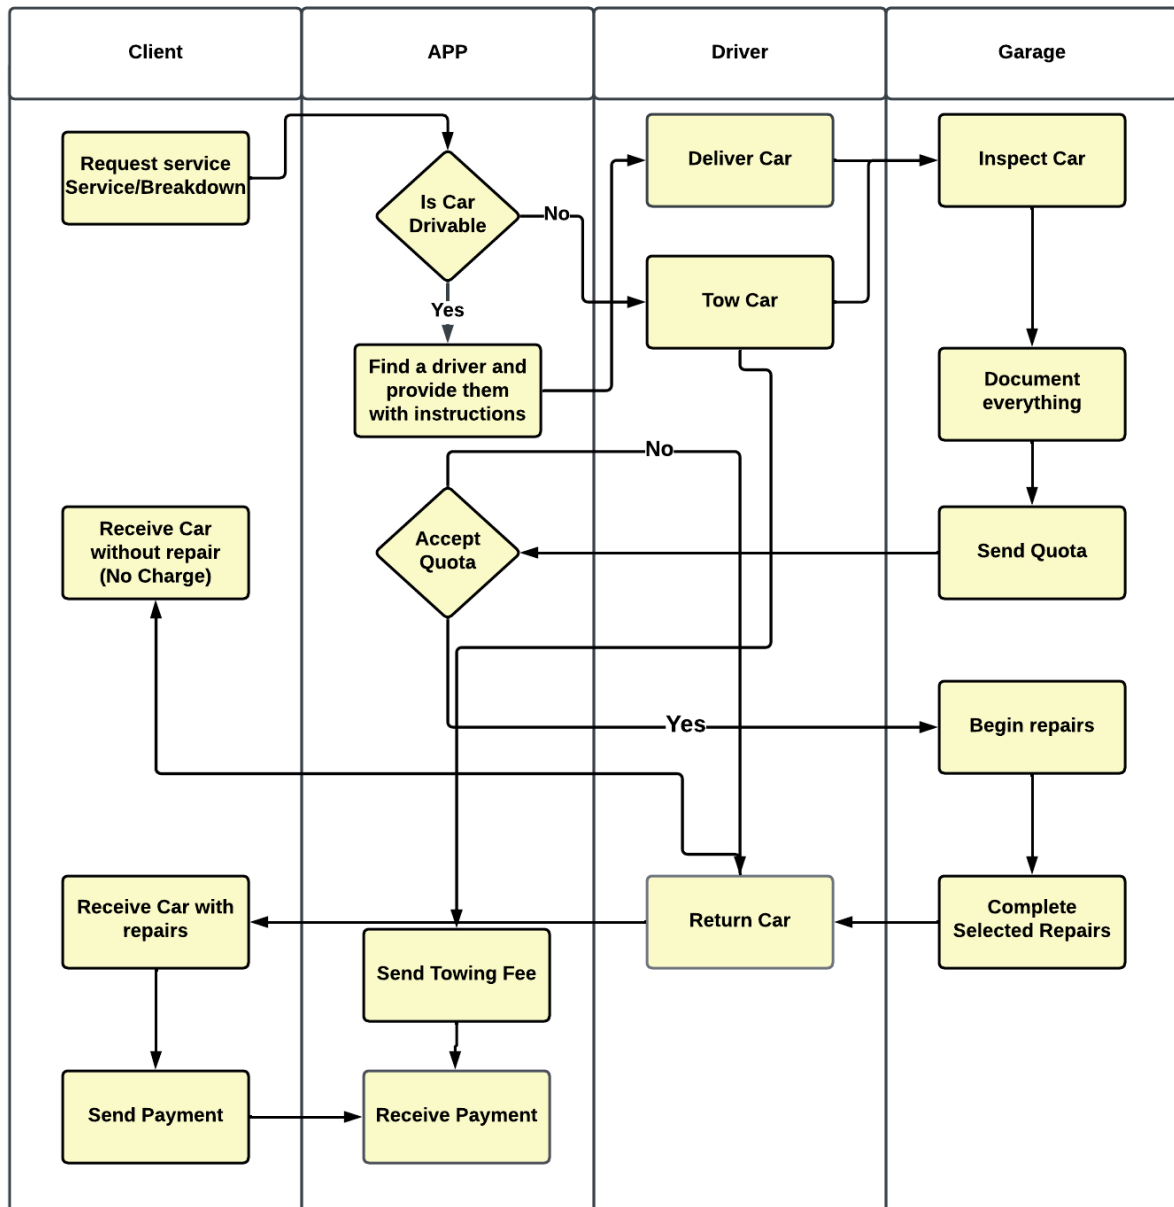 Client
APP
Driver
Garage
Request service
Service/Breakdown
Is Car
Drivable
No
Yes
Find a driver and
provide them
with instructions
Deliver Car
Tow Car
Inspect Car
Document
everything
Send Quota
No
Accept
Quota
Receive Car
without repair
(No Charge)
Yes
Begin repairs
Complete
Selected Repairs
Return Car
Receive Car with
repairs
Send Towing Fee
Send Payment
Receive Payment